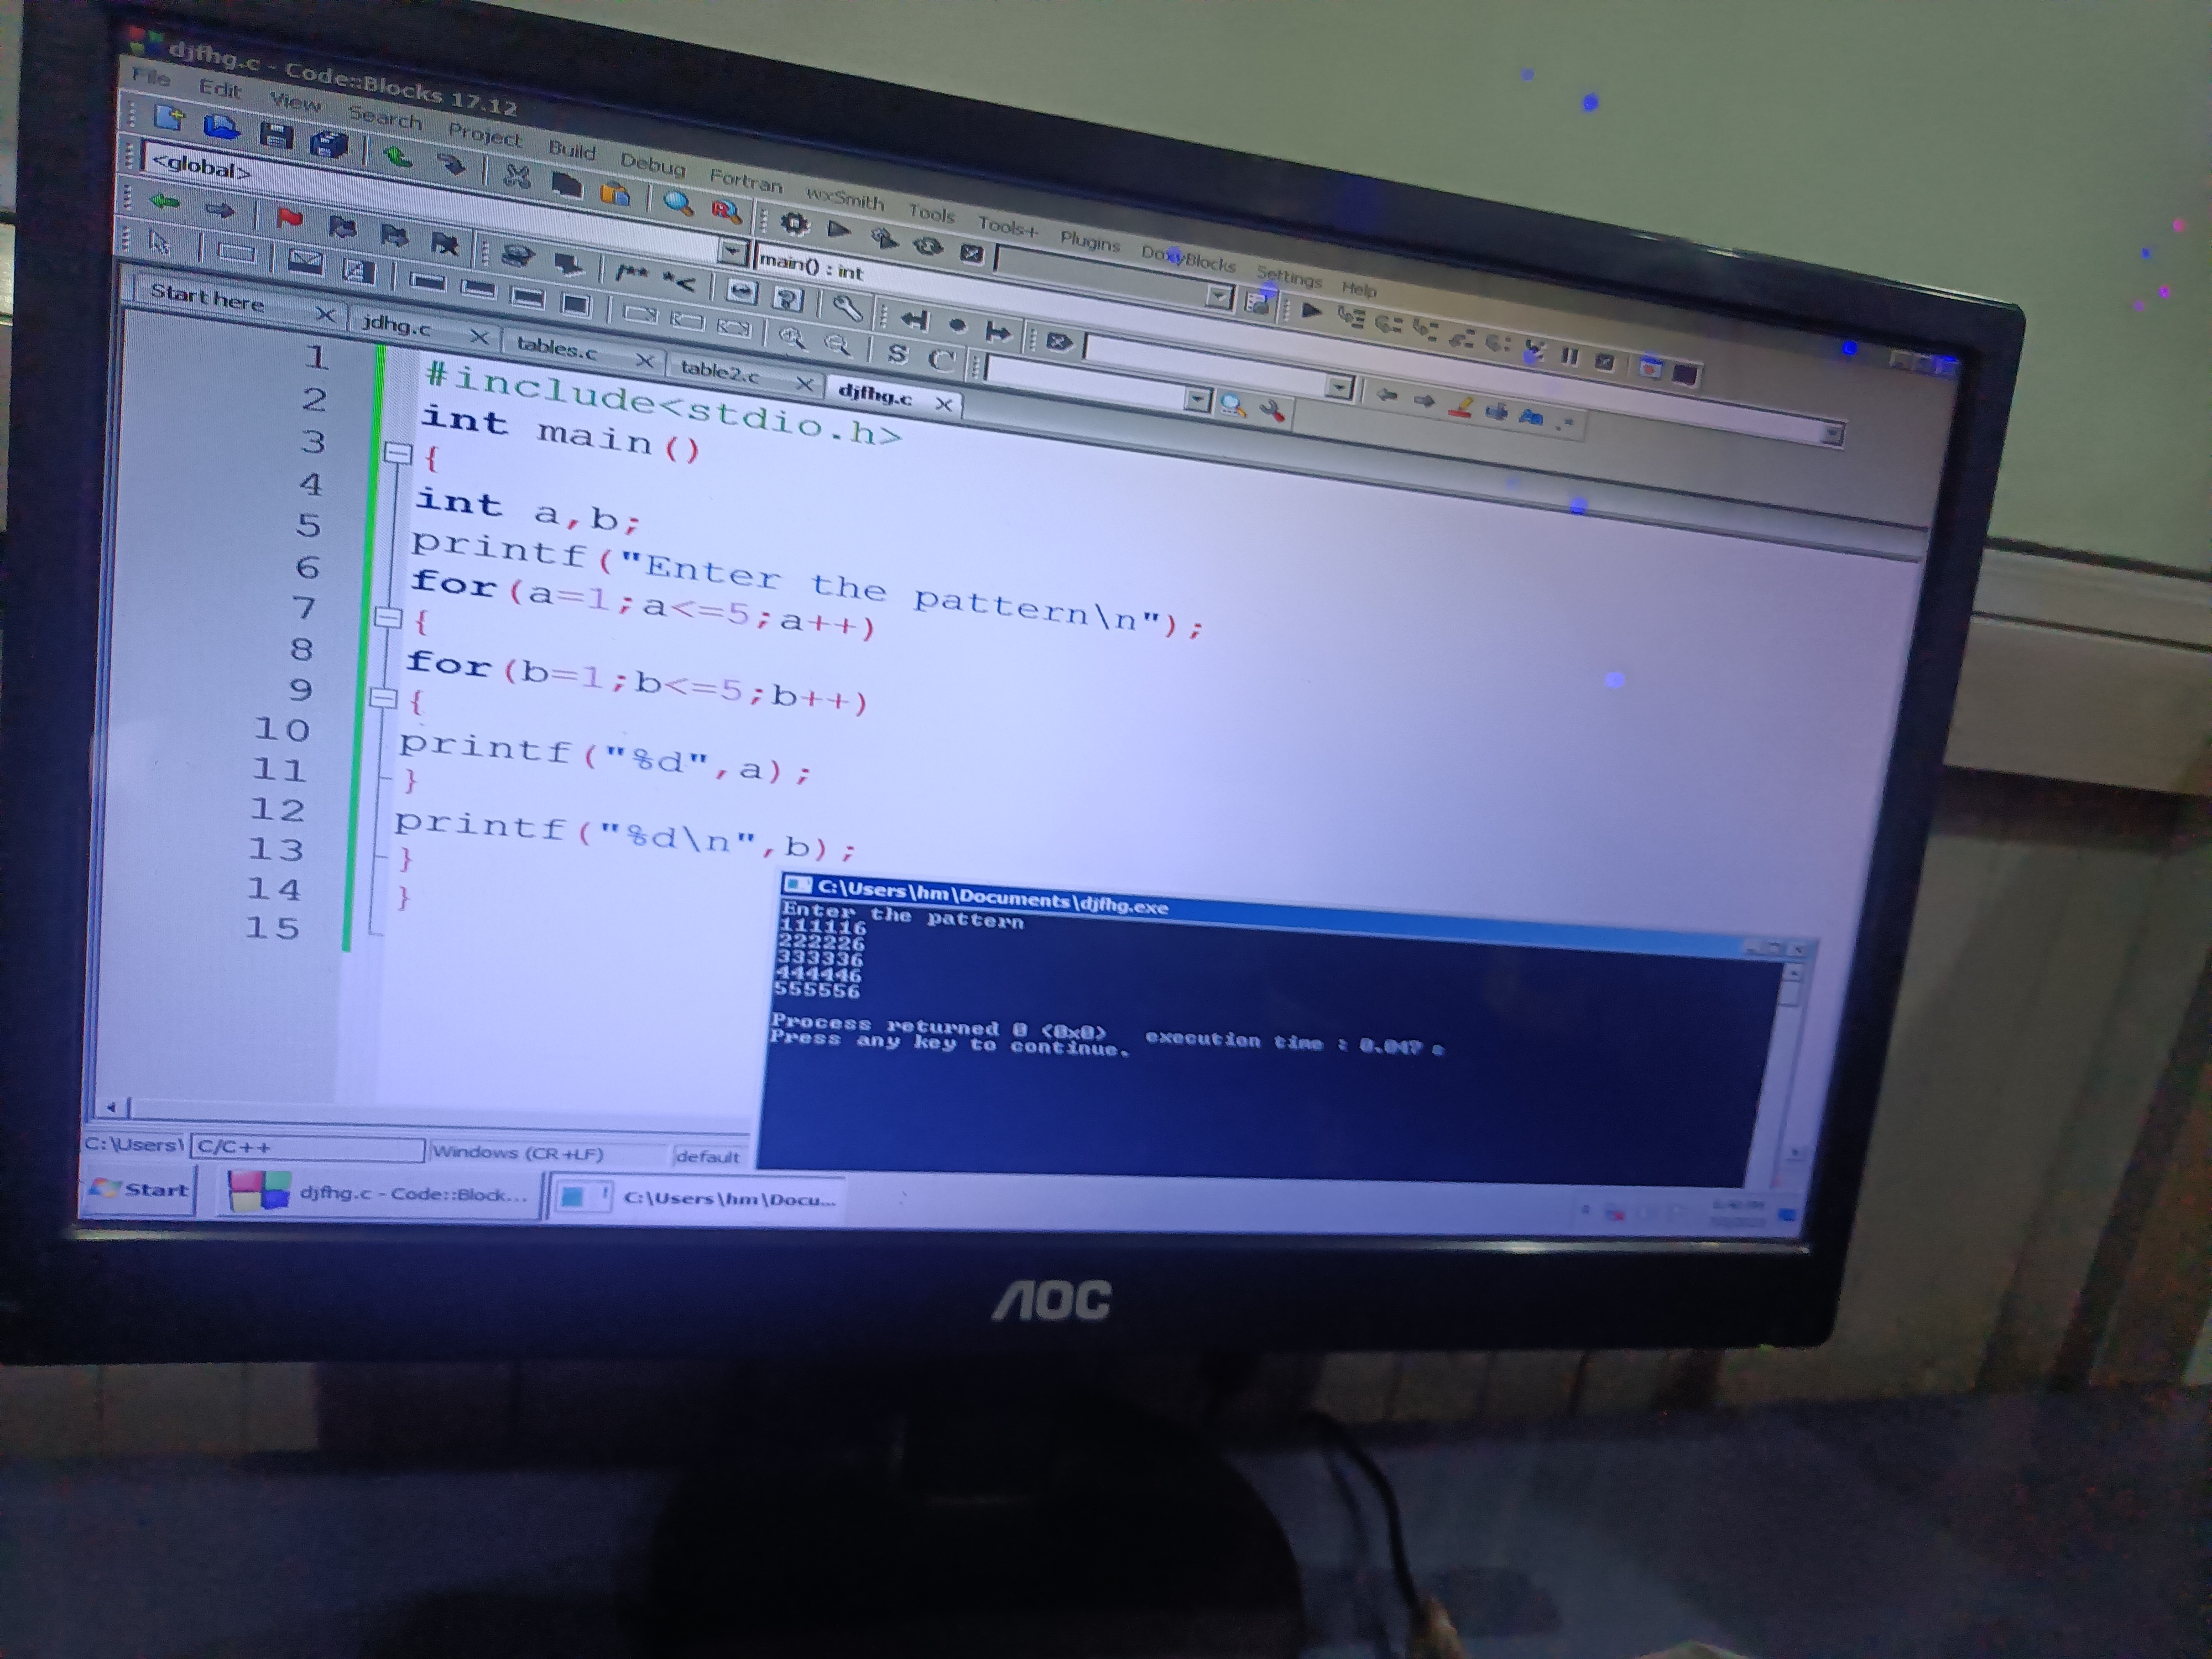 djfhg.c - Code::Blocks 17.12
File Edit View Search Project Build Debug Fortran wxSmith Tools Tools+ Plugins DoxyBlocks Settings Help
<global>
main() : int
Start here jdhg.c tables.c table2.c djfhg.c
1 #include<stdio.h>
2 int main()
3 {
4 int a,b;
5 printf("Enter the pattern\n");
6 for(a=1;a<=5;a++)
7 {
8 for(b=1;b<=5;b++)
9 {
10 printf("%d",a);
11 }
12 printf("%d\n",b);
13 }
14 }
15
C:\Users\hm\Documents\djfhg.exe
Enter the pattern
111116
222226
333336
444446
555556
Process returned 0 <0x0> execution time : 0.047 s
Press any key to continue.
C:\Users\ C/C++ Windows (CR+LF) default
Start djfhg.c - Code::Block... C:\Users\hm\Docu...
AOC